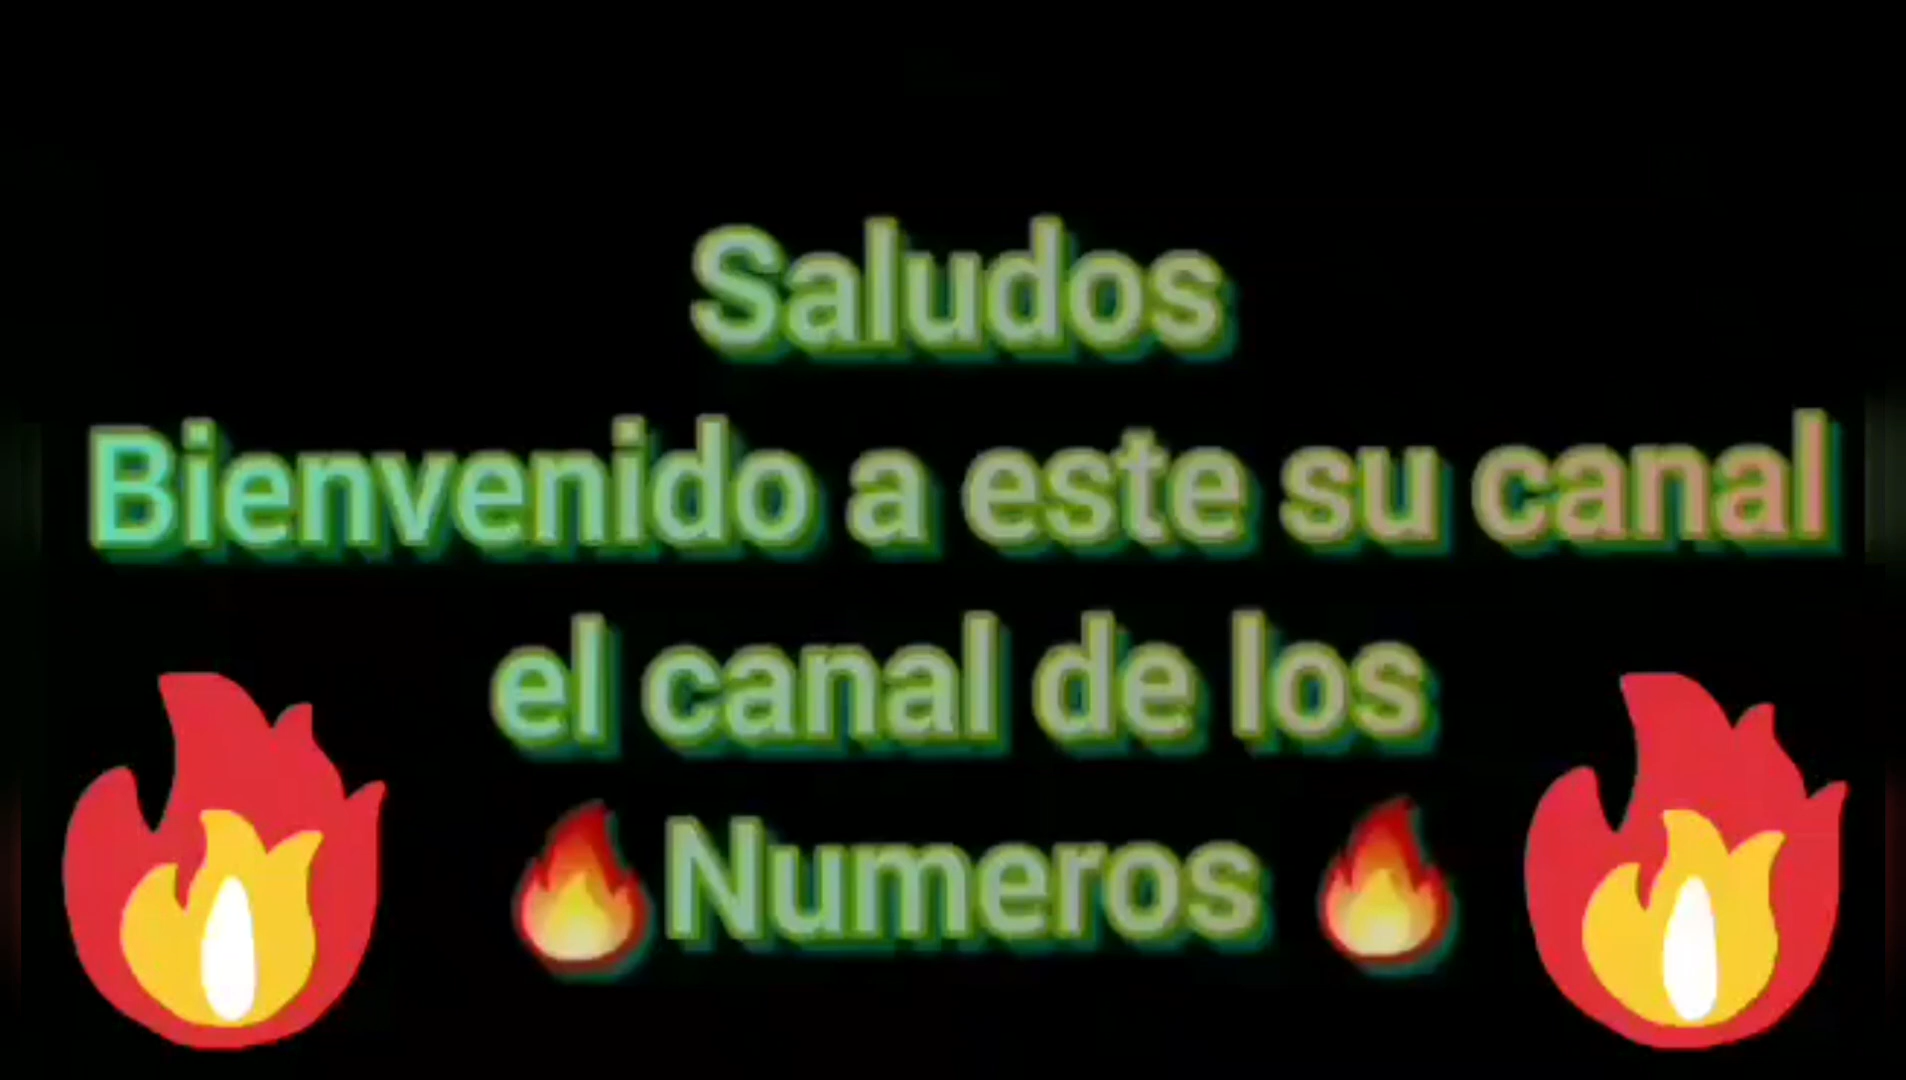 Saludos
Bienvenido a este su canal
el canal de los
🔥Numeros 🔥